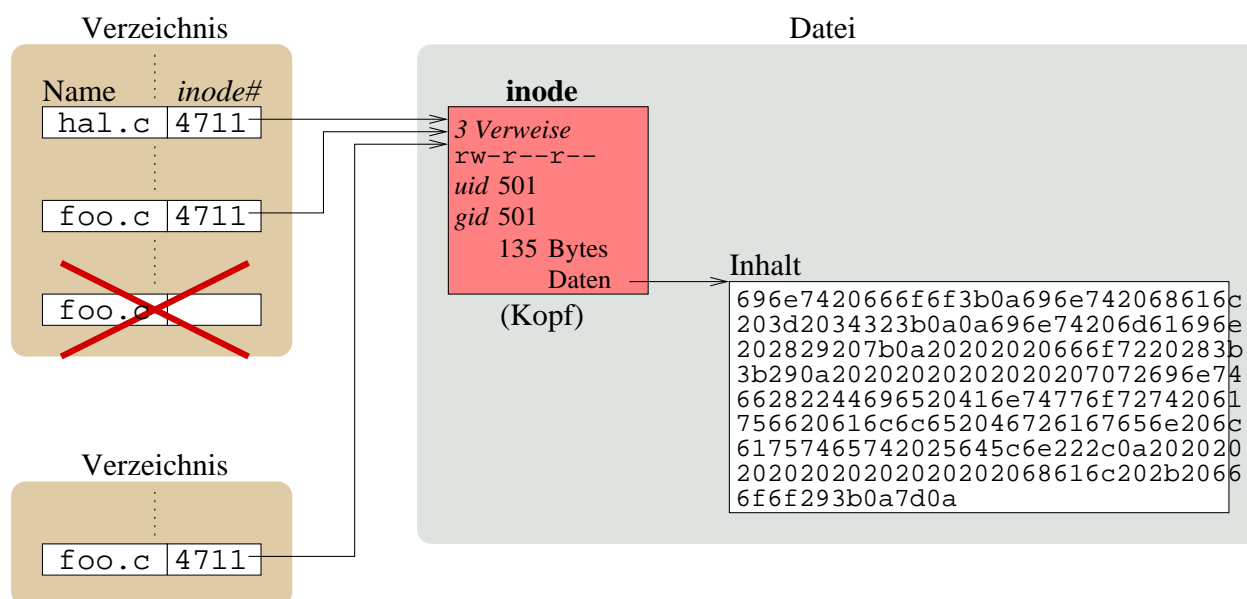 Verzeichnis
Name inode#
hal.c 4711
foo.c 4711
foo.c
Verzeichnis
foo.c 4711
Datei
inode
3 Verweise
rw-r--r--
uid 501
gid 501
135 Bytes
Daten
(Kopf)
Inhalt
696e7420666f6f3b0a696e742068616c
203d2034323b0a0a696e74206d61696e
202829207b0a20202020666f7220283b
3b290a20202020202020207072696e74
66282244696520416e74776f72742061
756620616c6c652046726167656e206c
61757465742025645c6e222c0a202020
2020202020202020202068616c202b2066
6f6f293b0a7d0a